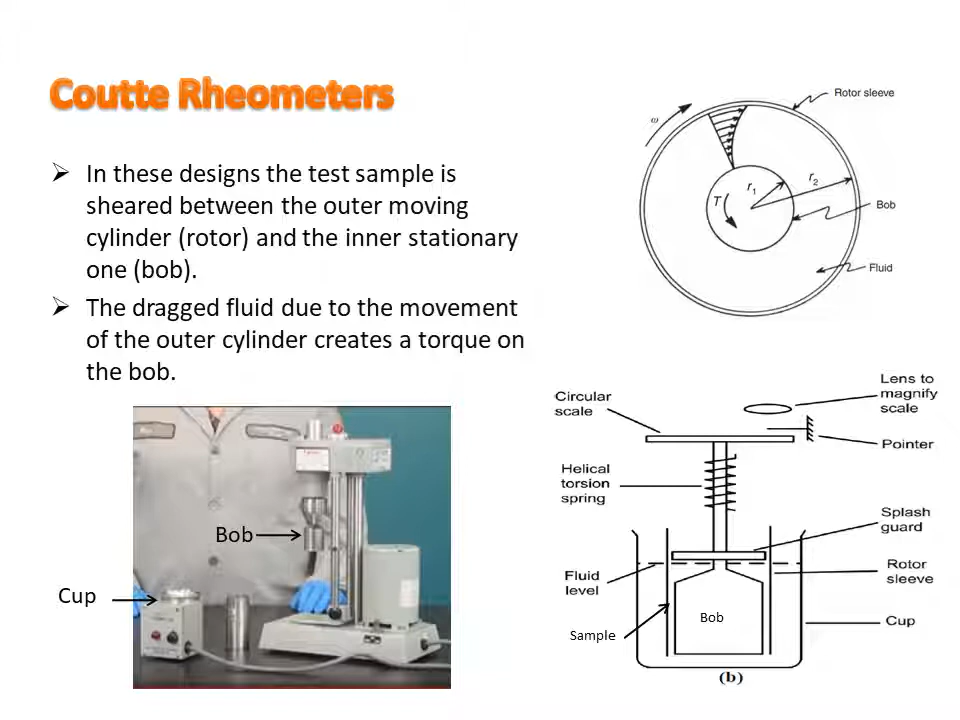 Coutte Rheometers
➢ In these designs the test sample is
sheared between the outer moving
cylinder (rotor) and the inner stationary
one (bob).
➢ The dragged fluid due to the movement
of the outer cylinder creates a torque on
the bob.
Rotor sleeve
ω
r1
r2
T
Bob
Fluid
Bob
Cup
Circular
scale
Lens to
magnify
scale
Pointer
Helical
torsion
spring
Splash
guard
Fluid
level
Rotor
sleeve
Bob
Sample
Cup
(b)